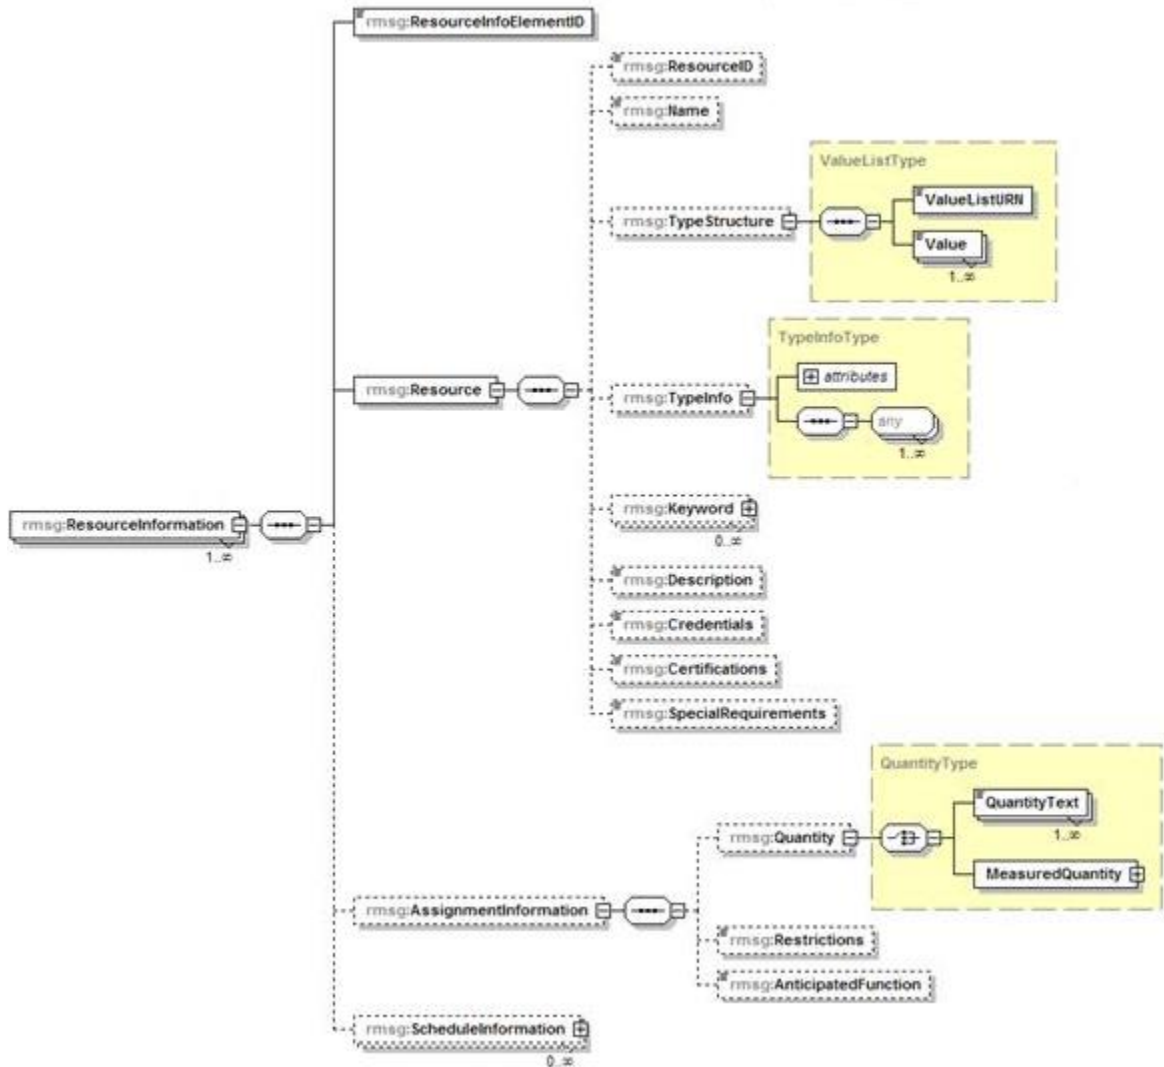 rmsg:ResourceInfoElementID
rmsg:ResourceID
rmsg:Name
ValueListType
ValueListURN
rmsg:TypeStructure
Value
1..∞
TypeInfoType
attributes
rmsg:Resource
rmsg:TypeInfo
any
1..∞
rmsg:Keyword
0..∞
rmsg:ResourceInformation
1..∞
rmsg:Description
rmsg:Credentials
rmsg:Certifications
rmsg:SpecialRequirements
QuantityType
QuantityText
1..∞
rmsg:Quantity
MeasuredQuantity
rmsg:AssignmentInformation
rmsg:Restrictions
rmsg:AnticipatedFunction
rmsg:ScheduleInformation
0..∞